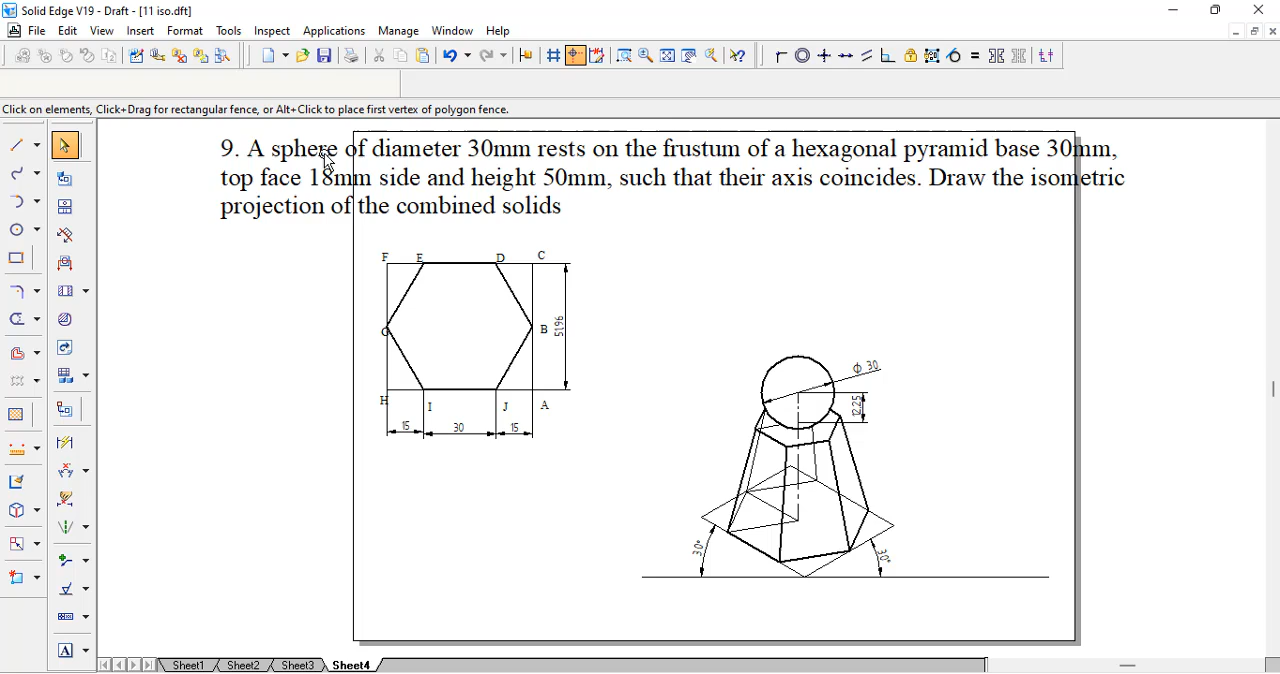 Solid Edge V19 - Draft - [11 iso.dft]
File Edit View Insert Format Tools Inspect Applications Manage Window Help
Click on elements, Click+Drag for rectangular fence, or Alt+Click to place first vertex of polygon fence.
9. A sphere of diameter 30mm rests on the frustum of a hexagonal pyramid base 30mm,
top face 18mm side and height 50mm, such that their axis coincides. Draw the isometric
projection of the combined solids
F E D C
51.96
G B
H I J A
15 30 15
ϕ 30
12.25
30° 30°
Sheet1 Sheet2 Sheet3 Sheet4